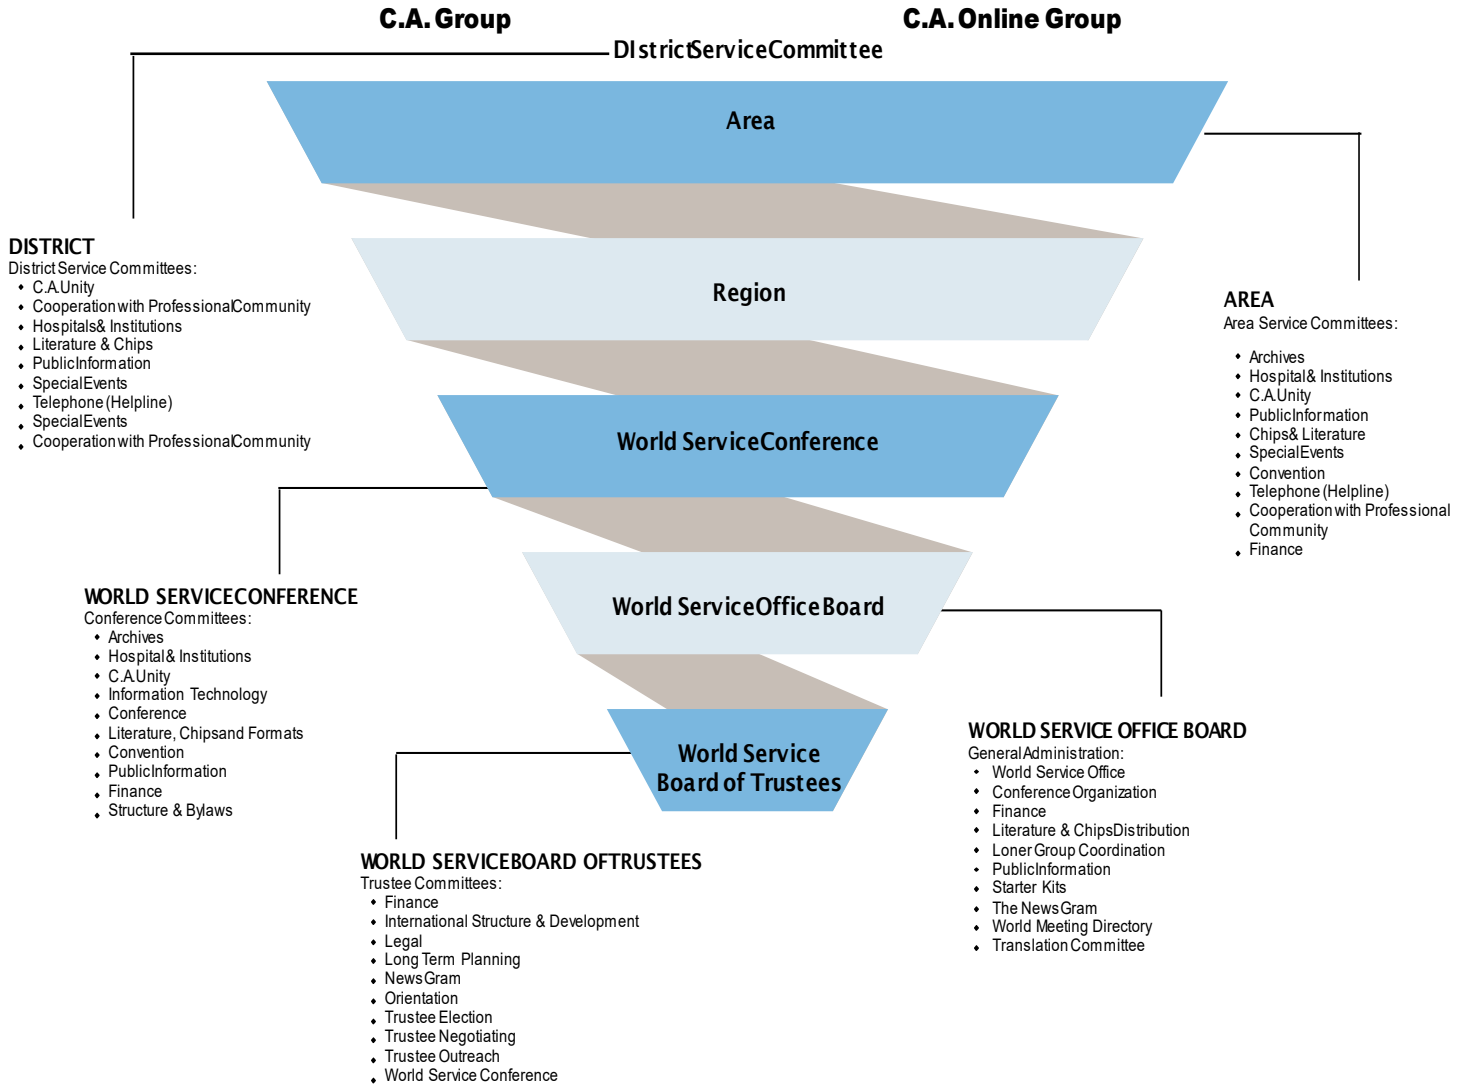 C.A. Group
C.A. Online Group
DIstrictServiceCommittee
Area
Region
World ServiceConference
World ServiceOfficeBoard
World Service
Board of Trustees
DISTRICT
District Service Committees:
C.A.Unity
Cooperation with ProfessionalCommunity
Hospitals& Institutions
Literature & Chips
PublicInformation
SpecialEvents
Telephone (Helpline)
SpecialEvents
Cooperation with ProfessionalCommunity
AREA
Area Service Committees:
Archives
Hospital& Institutions
C.A.Unity
PublicInformation
Chips& Literature
SpecialEvents
Convention
Telephone (Helpline)
Cooperation with Professional
Community
Finance
WORLD SERVICECONFERENCE
Conference Committees:
Archives
Hospital& Institutions
C.A.Unity
Information Technology
Conference
Literature, Chipsand Formats
Convention
PublicInformation
Finance
Structure & Bylaws
WORLD SERVICE OFFICE BOARD
GeneralAdministration:
World Service Office
Conference Organization
Finance
Literature & ChipsDistribution
Loner Group Coordination
PublicInformation
Starter Kits
The NewsGram
World Meeting Directory
Translation Committee
WORLD SERVICEBOARD OFTRUSTEES
Trustee Committees:
Finance
International Structure & Development
Legal
Long Term Planning
NewsGram
Orientation
Trustee Election
Trustee Negotiating
Trustee Outreach
World Service Conference